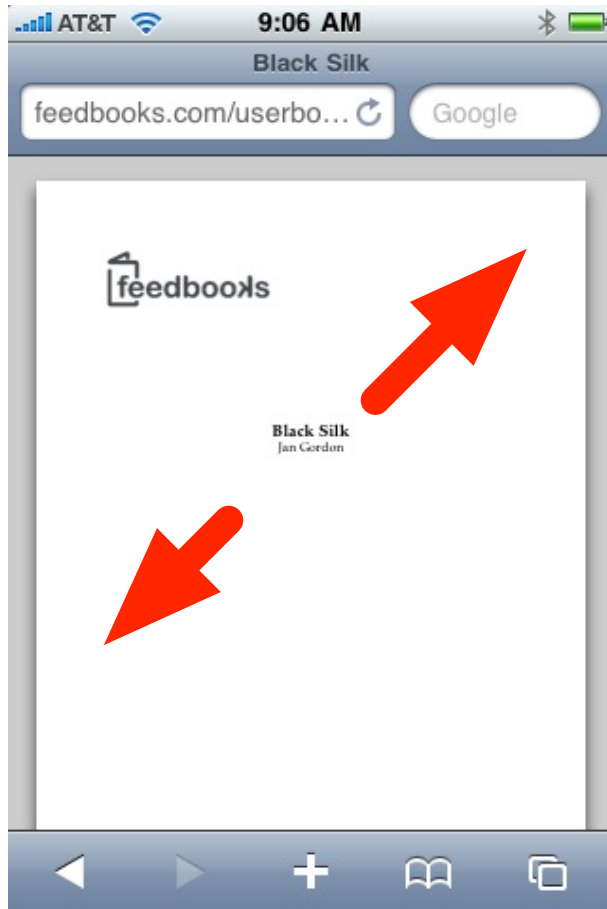 AT&T 9:06 AM
Black Silk
feedbooks.com/userbo... Google
feedbooks
Black Silk
Jan Gordon